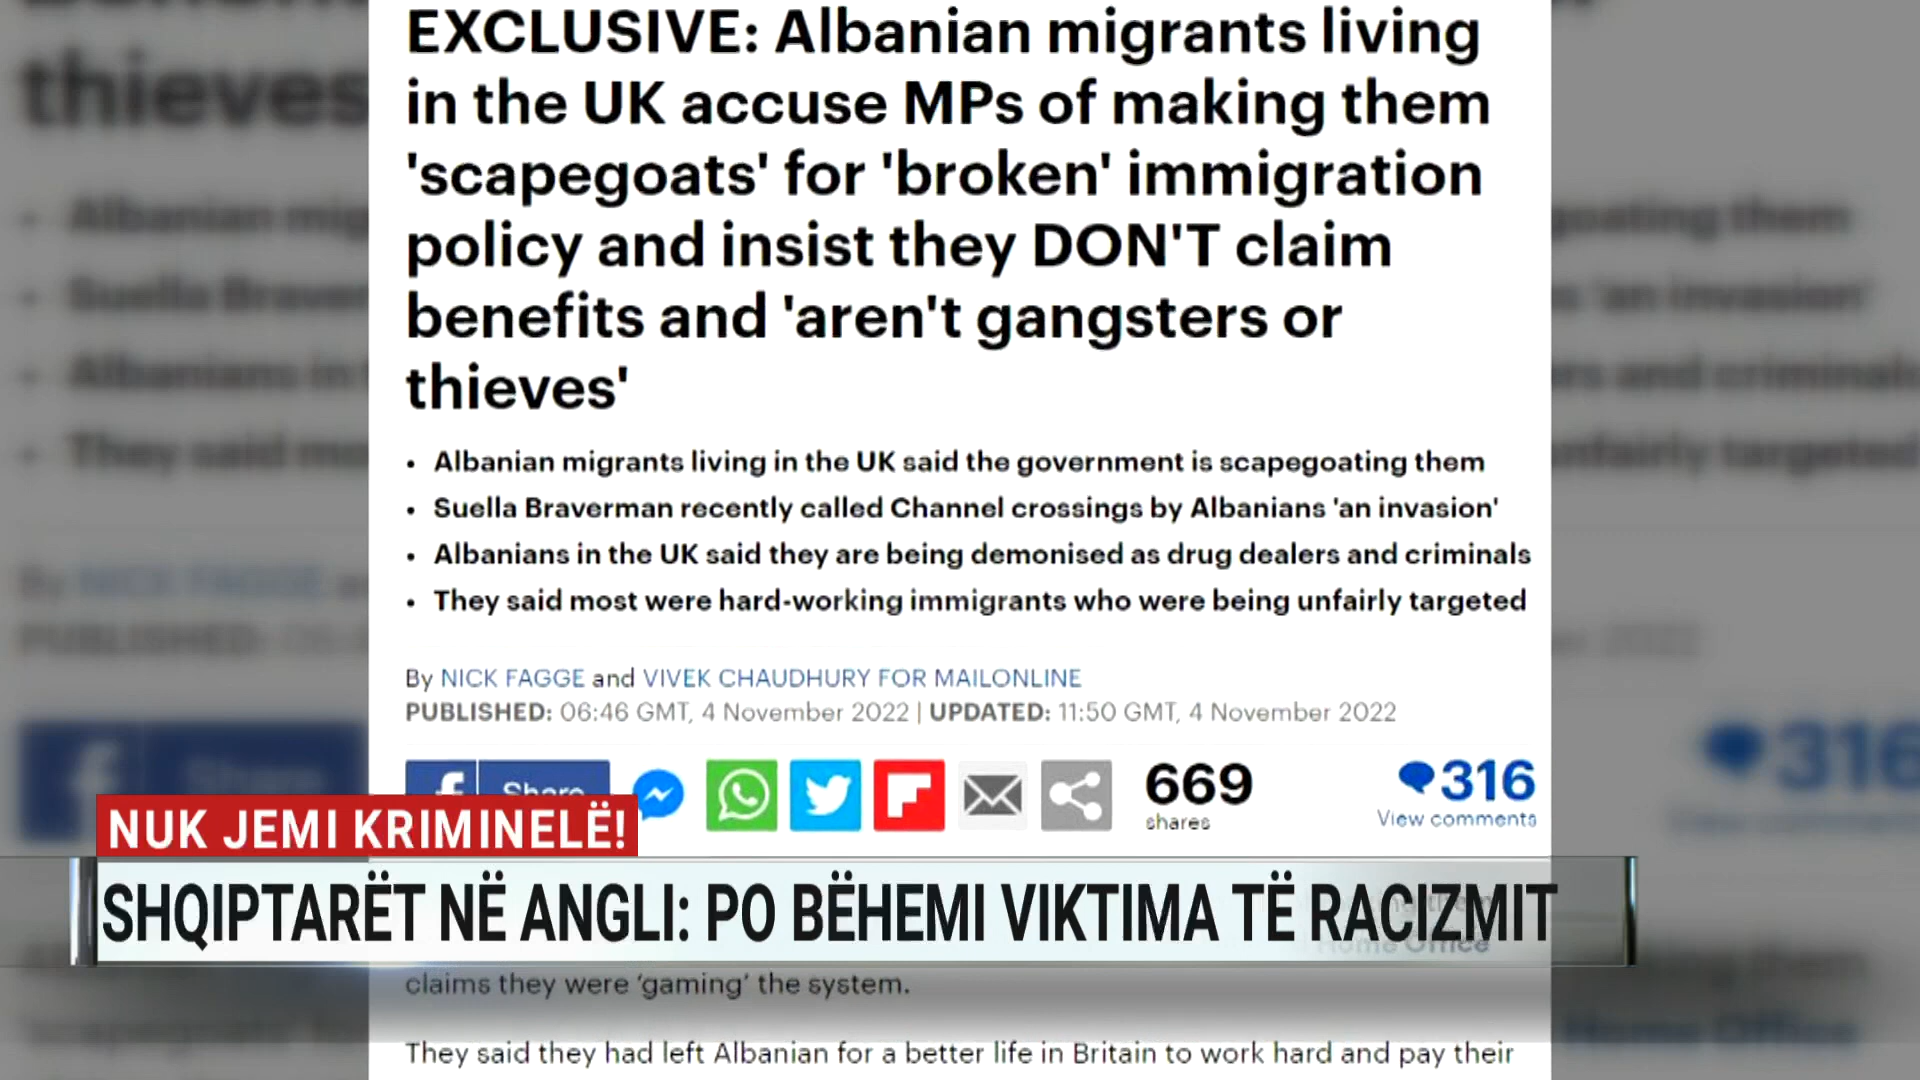 EXCLUSIVE: Albanian migrants living
in the UK accuse MPs of making them
'scapegoats' for 'broken' immigration
policy and insist they DON'T claim
benefits and 'aren't gangsters or
thieves'
• Albanian migrants living in the UK said the government is scapegoating them
• Suella Braverman recently called Channel crossings by Albanians 'an invasion'
• Albanians in the UK said they are being demonised as drug dealers and criminals
• They said most were hard-working immigrants who were being unfairly targeted
By NICK FAGGE and VIVEK CHAUDHURY FOR MAILONLINE
PUBLISHED: 06:46 GMT, 4 November 2022 | UPDATED: 11:50 GMT, 4 November 2022
Share
669
shares
316
View comments
NUK JEMI KRIMINELË!
SHQIPTARËT NË ANGLI: PO BËHEMI VIKTIMA TË RACIZMIT
Home Office
claims they were 'gaming' the system.
They said they had left Albanian for a better life in Britain to work hard and pay their